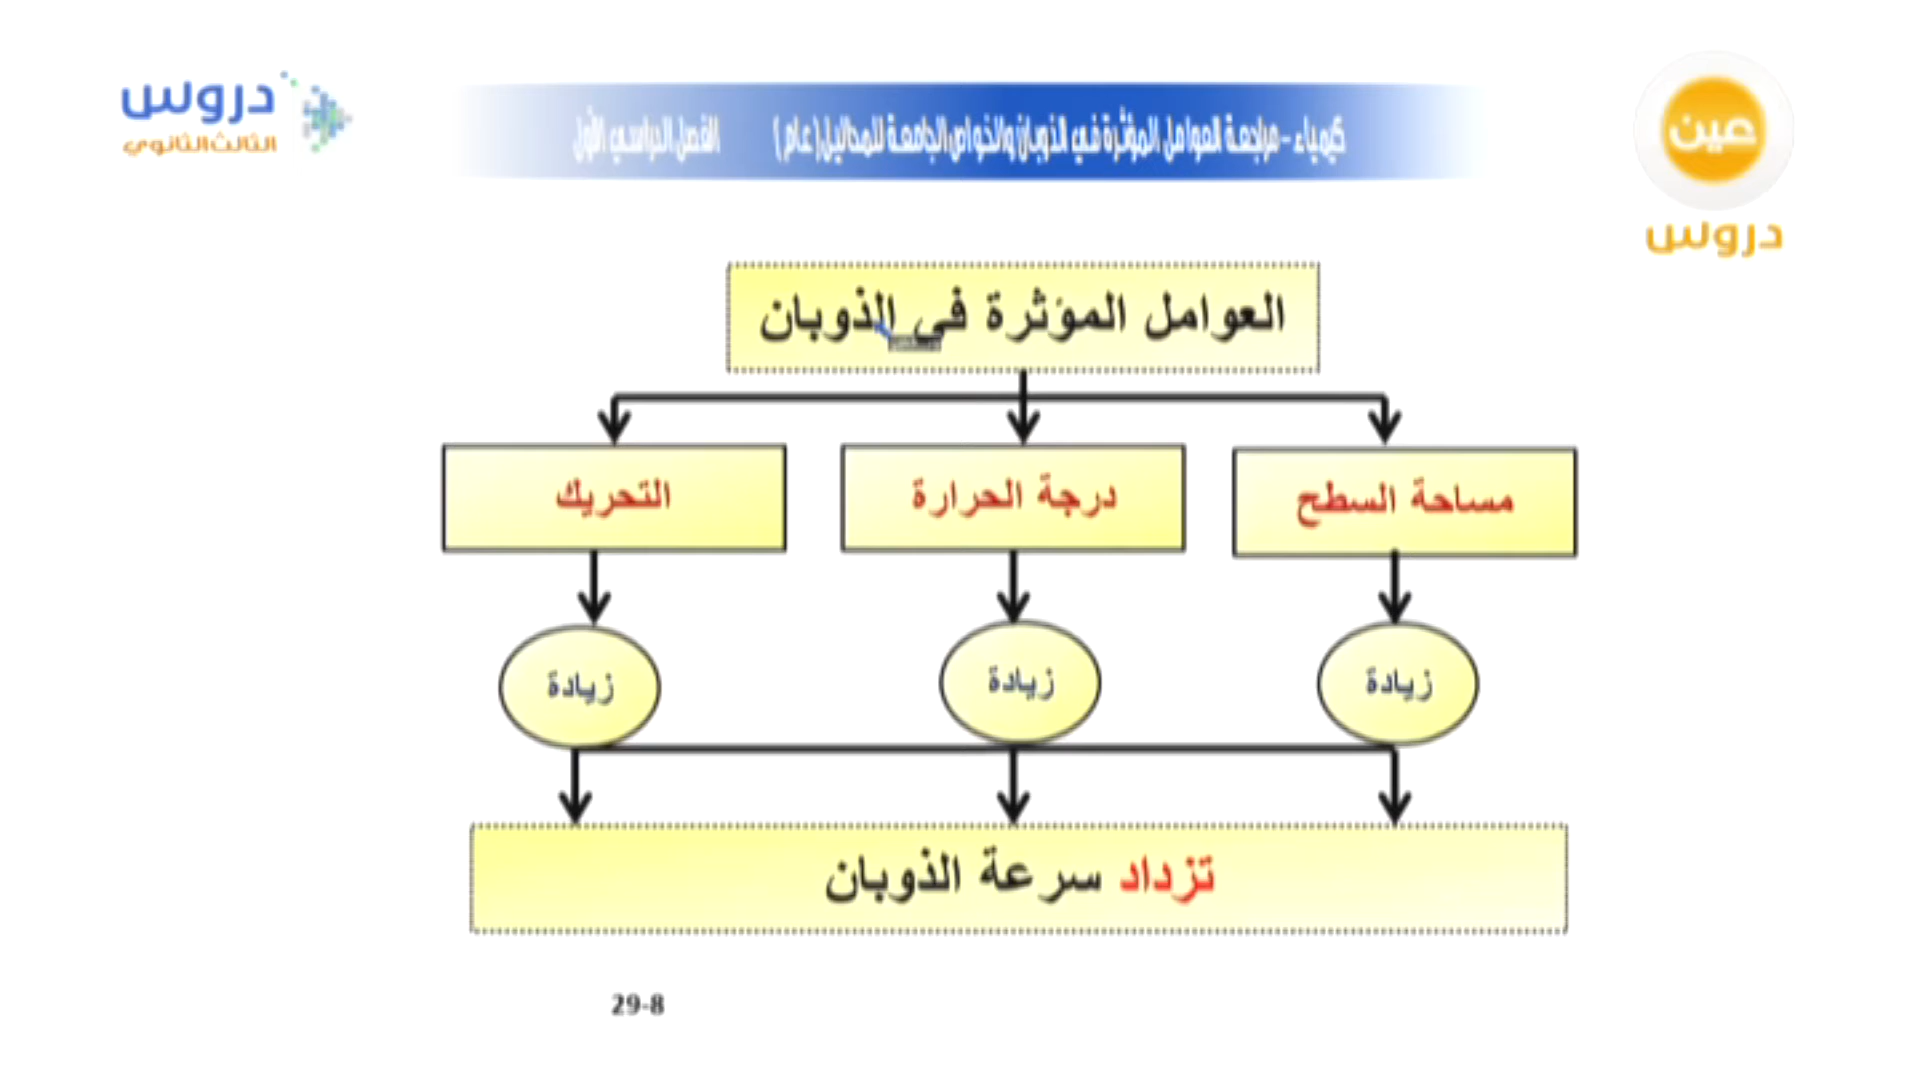 دروس
الثالث الثانوي
كيمياء - مراجعة العوامل المؤثرة في الذوبان والخواص الجامعة للمحاليل (عام) الفصل الدراسي الأول
عين
دروس
العوامل المؤثرة في الذوبان
مساحة السطح
درجة الحرارة
التحريك
زيادة
زيادة
زيادة
تزداد سرعة الذوبان
29-8